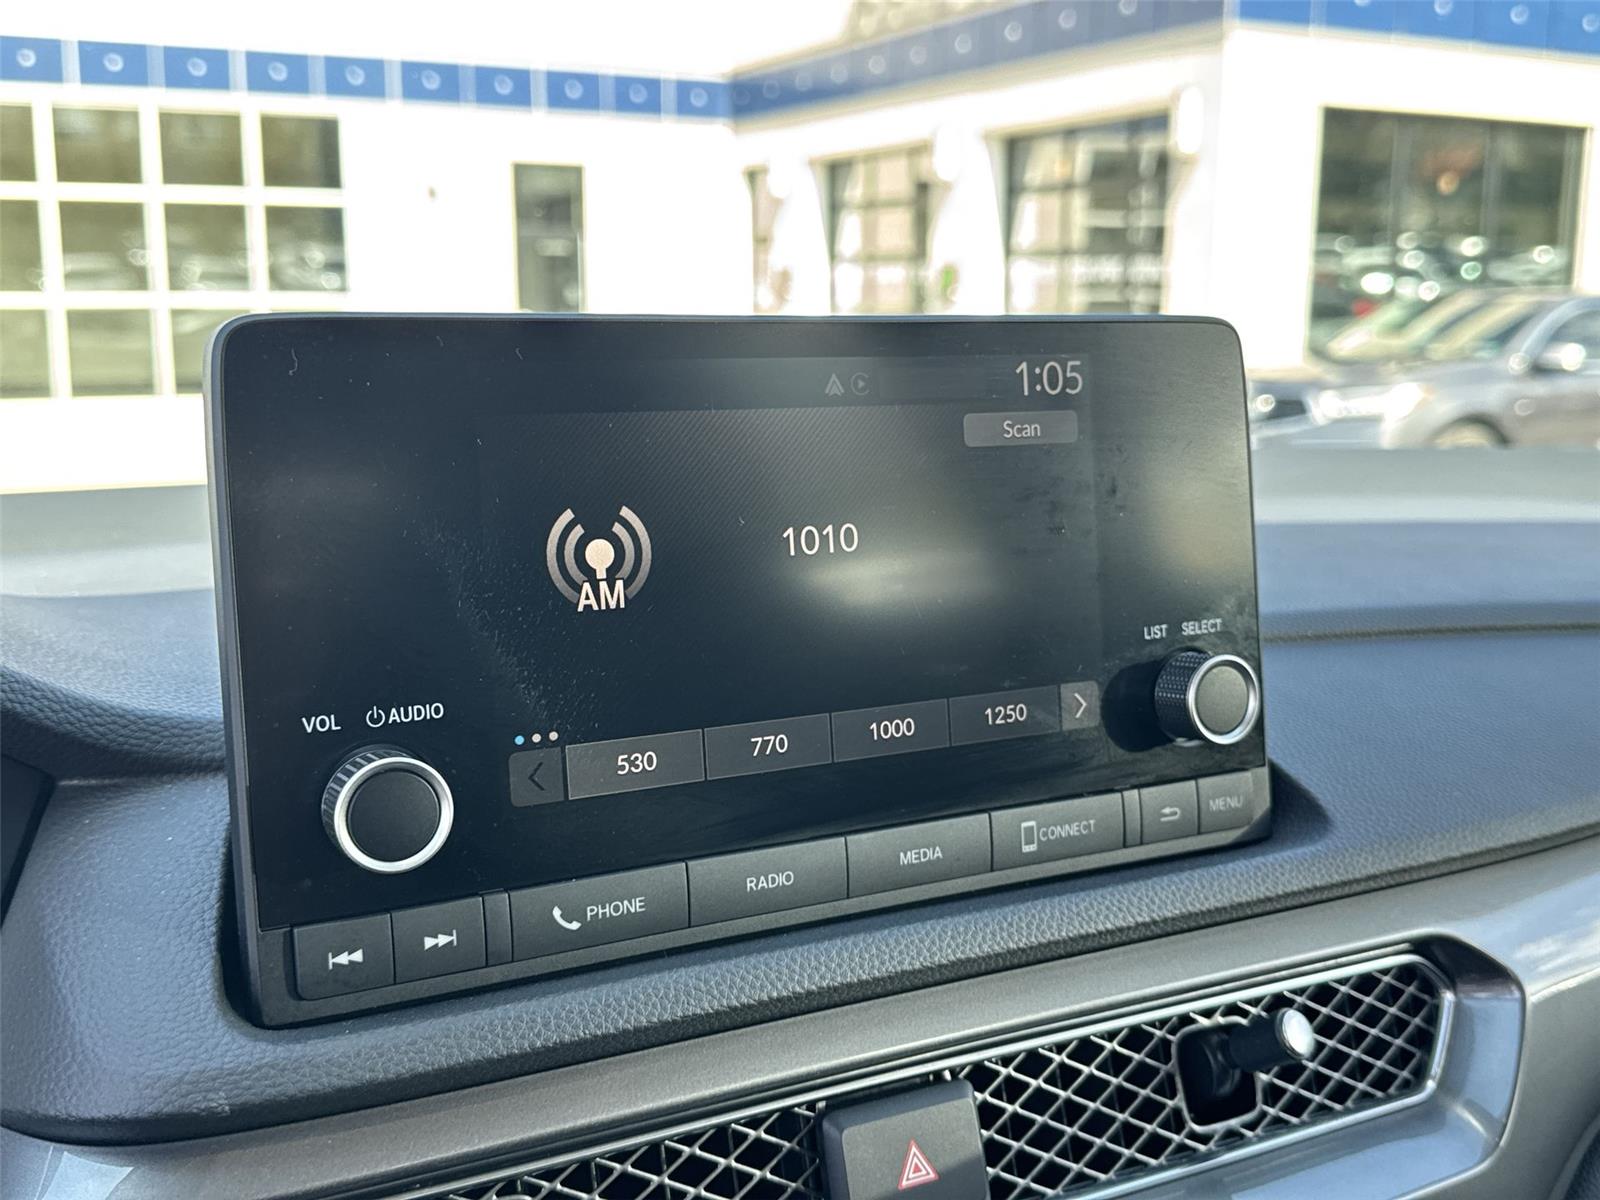 1:05
Scan
1010
AM
LIST SELECT
VOL AUDIO
530 770 1000 1250
PHONE RADIO MEDIA CONNECT MENU